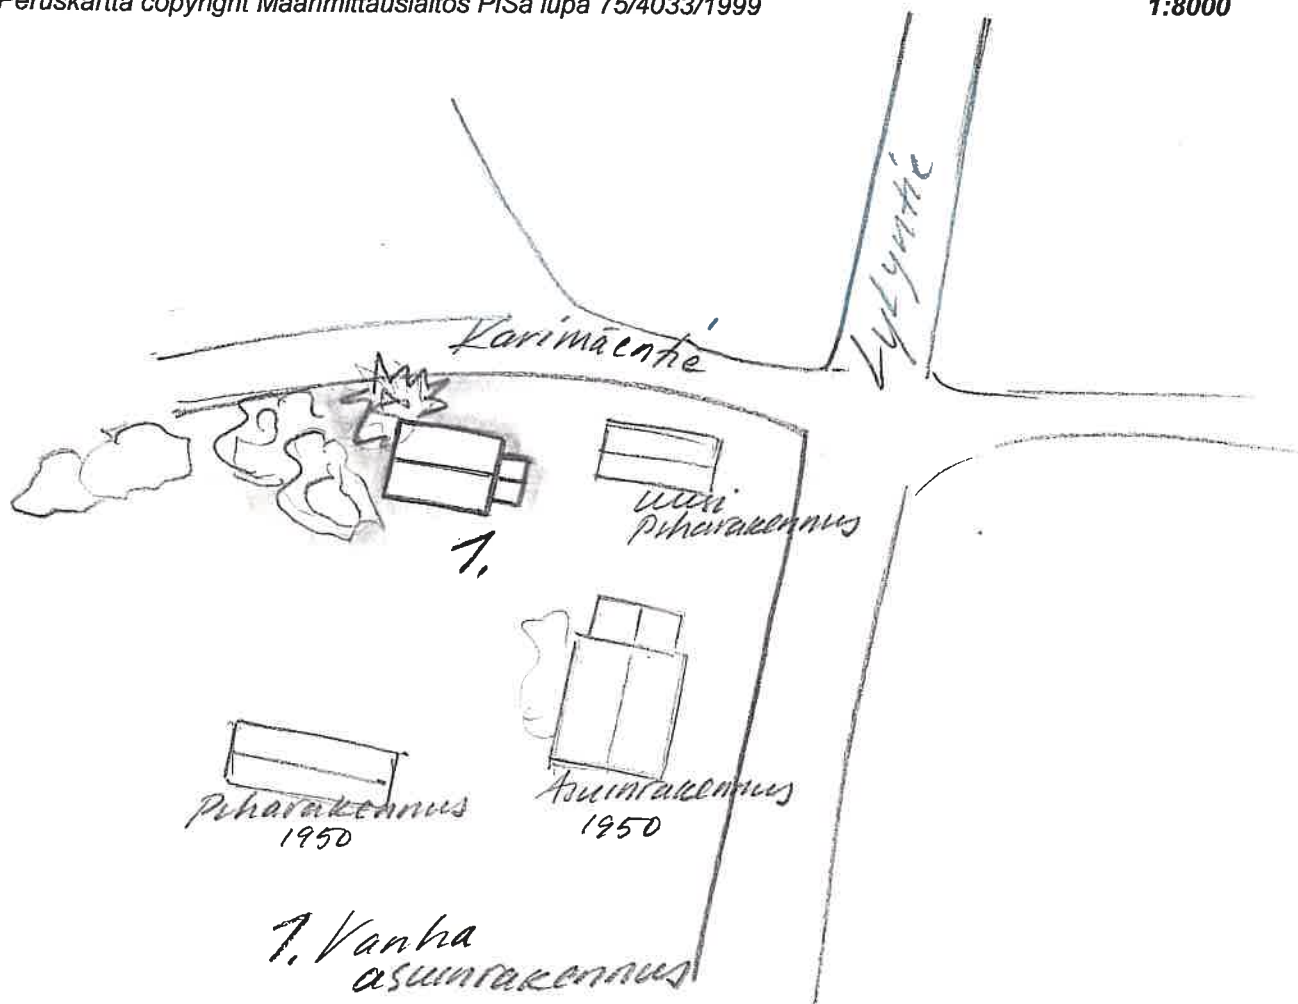 Peruskartta copyright Maanmittauslaitos PiSa lupa 75/4033/1999
1:8000
Lylyntie
Karimäentie
uusi
Piharakennus
1.
Piharakennus
1950
Asuinrakennus
1950
1. Vanha
asuinrakennus